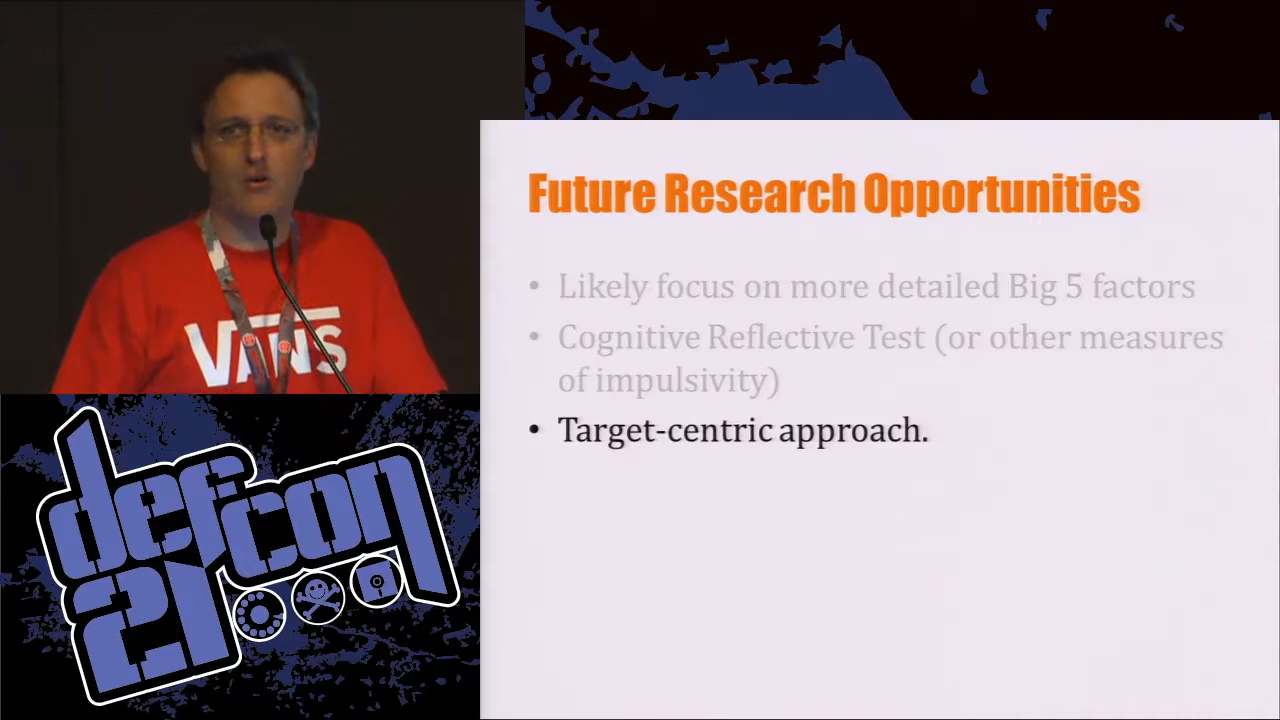 Future Research Opportunities
• Likely focus on more detailed Big 5 factors
• Cognitive Reflective Test (or other measures
of impulsivity)
• Target-centric approach.
VANS
defcon
21